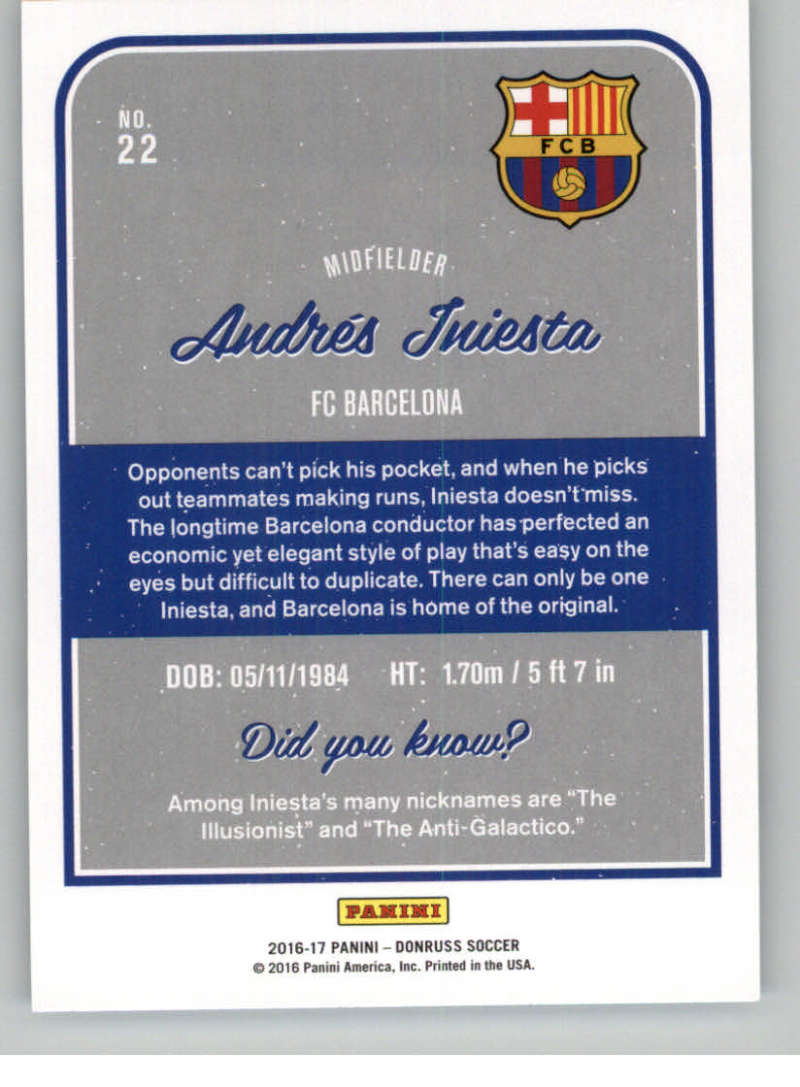 NO.
22
FCB
MIDFIELDER
Andrés Iniesta
FC BARCELONA
Opponents can't pick his pocket, and when he picks
out teammates making runs, Iniesta doesn't miss.
The longtime Barcelona conductor has perfected an
economic yet elegant style of play that's easy on the
eyes but difficult to duplicate. There can only be one
Iniesta, and Barcelona is home of the original.
DOB: 05/11/1984 HT: 1.70m / 5 ft 7 in
Did you know?
Among Iniesta's many nicknames are “The
Illusionist” and “The Anti-Galactico.”
PANINI
2016-17 PANINI – DONRUSS SOCCER
© 2016 Panini America, Inc. Printed in the USA.